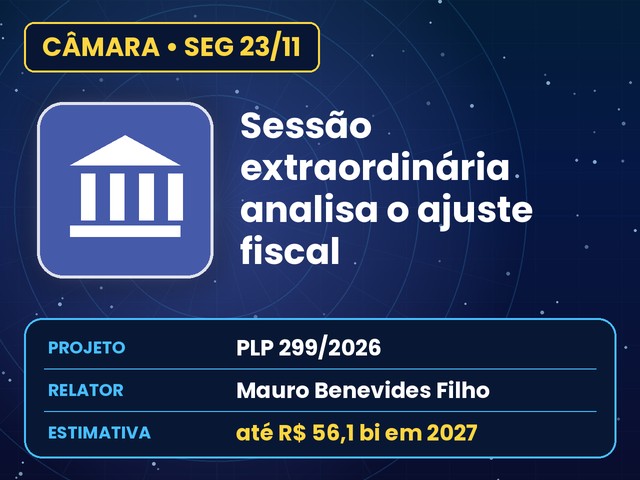 CÂMARA • SEG 23/11
Sessão
extraordinária
analisa o ajuste
fiscal
PROJETO PLP 299/2026
RELATOR Mauro Benevides Filho
ESTIMATIVA até R$ 56,1 bi em 2027